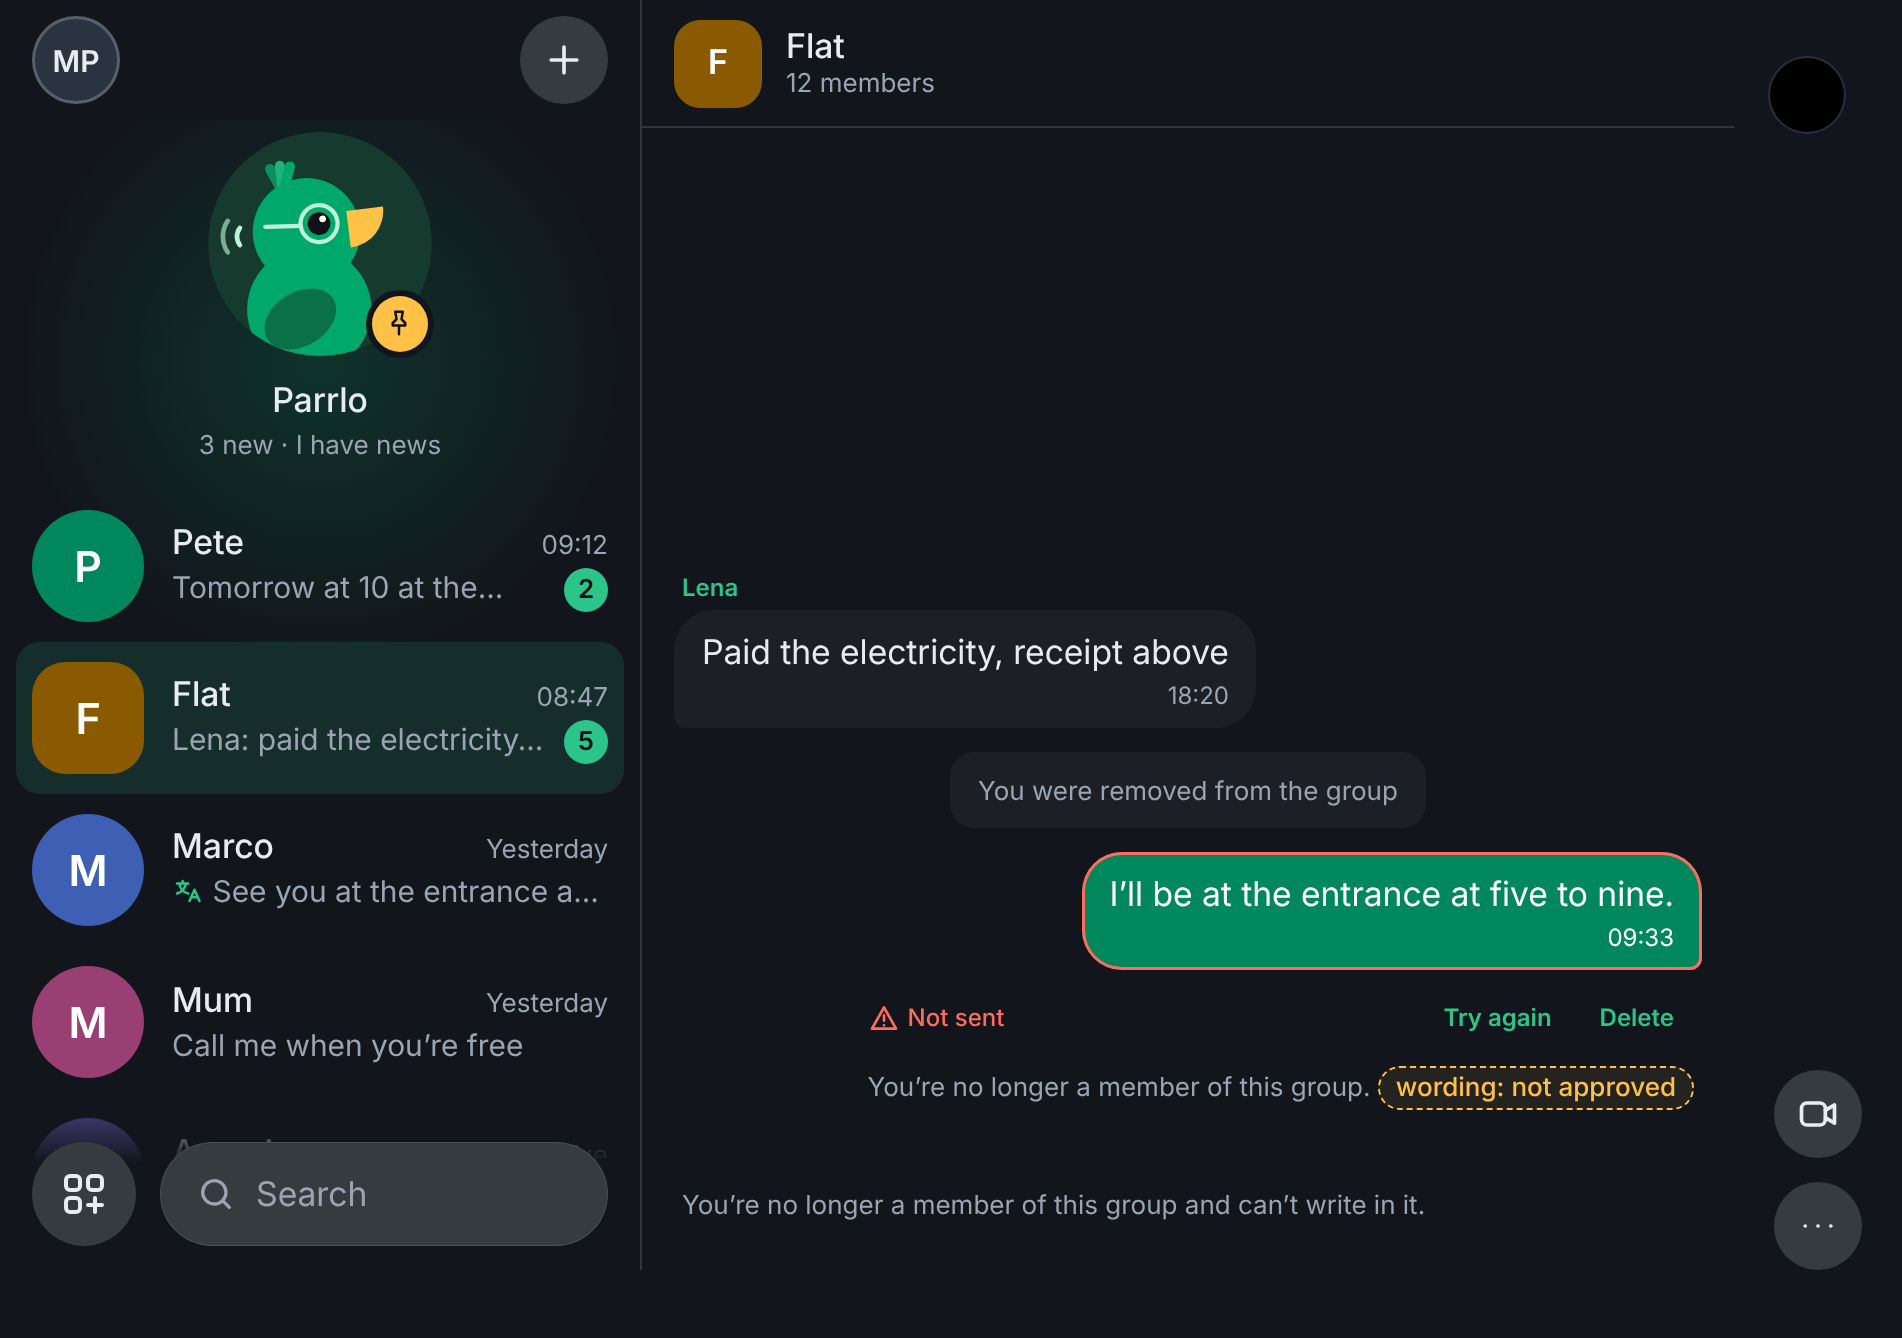 MP
Parrlo
3 new · I have news
P
Pete
09:12
Tomorrow at 10 at the...
2
F
Flat
08:47
Lena: paid the electricity...
5
M
Marco
Yesterday
See you at the entrance a...
M
Mum
Yesterday
Call me when you’re free
Search
F
Flat
12 members
Lena
Paid the electricity, receipt above
18:20
You were removed from the group
I’ll be at the entrance at five to nine.
09:33
Not sent
Try again
Delete
You’re no longer a member of this group. wording: not approved
You’re no longer a member of this group and can’t write in it.